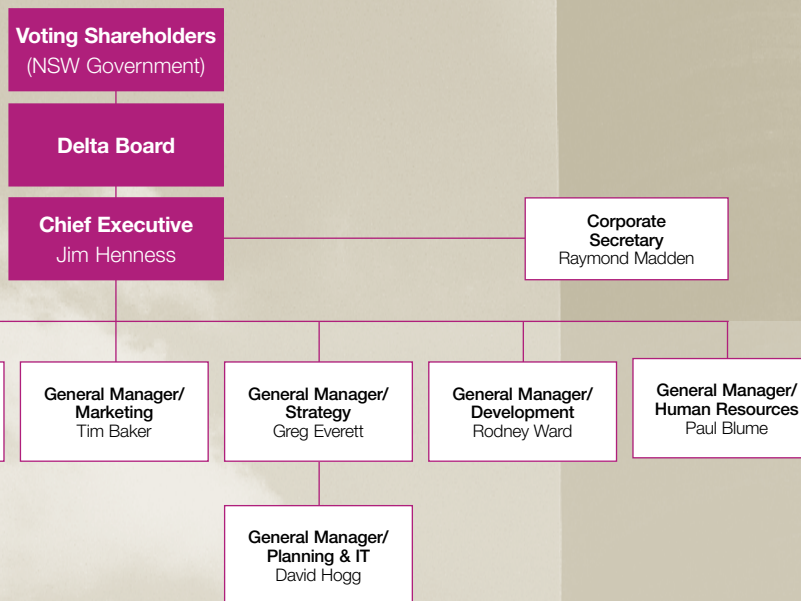 Voting Shareholders
(NSW Government)
Delta Board
Chief Executive
Jim Henness
Corporate
Secretary
Raymond Madden
General Manager/
Marketing
Tim Baker
General Manager/
Strategy
Greg Everett
General Manager/
Development
Rodney Ward
General Manager/
Human Resources
Paul Blume
General Manager/
Planning & IT
David Hogg